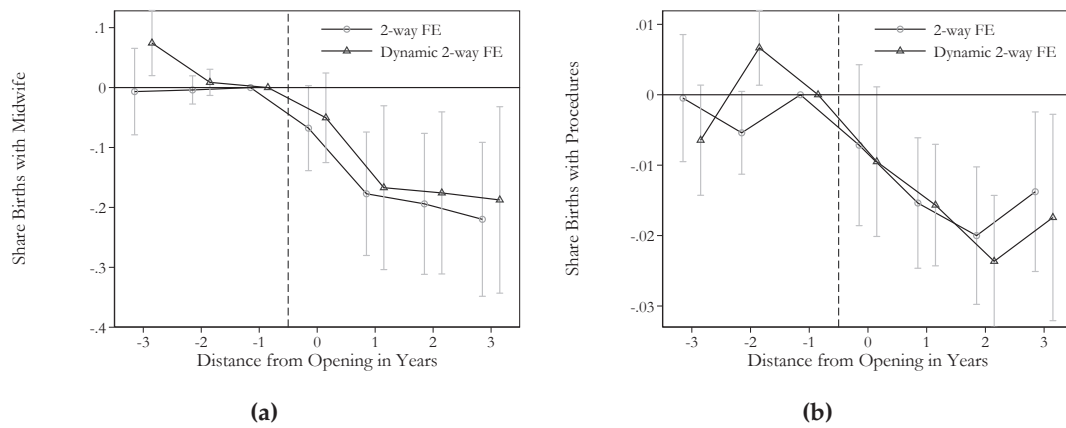 Share Births with Midwife
.1
0
-.1
-.2
-.3
-.4
2-way FE
Dynamic 2-way FE
-3 -2 -1 0 1 2 3
Distance from Opening in Years
(a)
Share Births with Procedures
.01
0
-.01
-.02
-.03
2-way FE
Dynamic 2-way FE
-3 -2 -1 0 1 2 3
Distance from Opening in Years
(b)